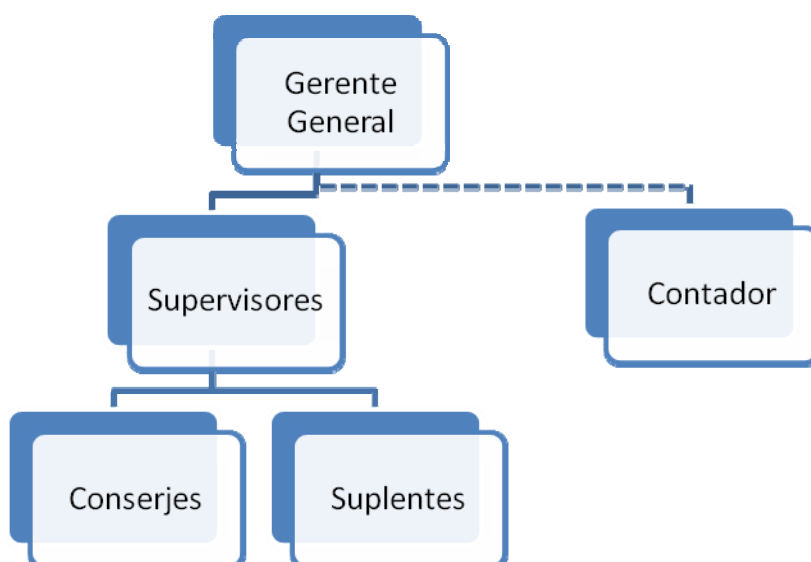 Gerente
General
Supervisores
Contador
Conserjes
Suplentes